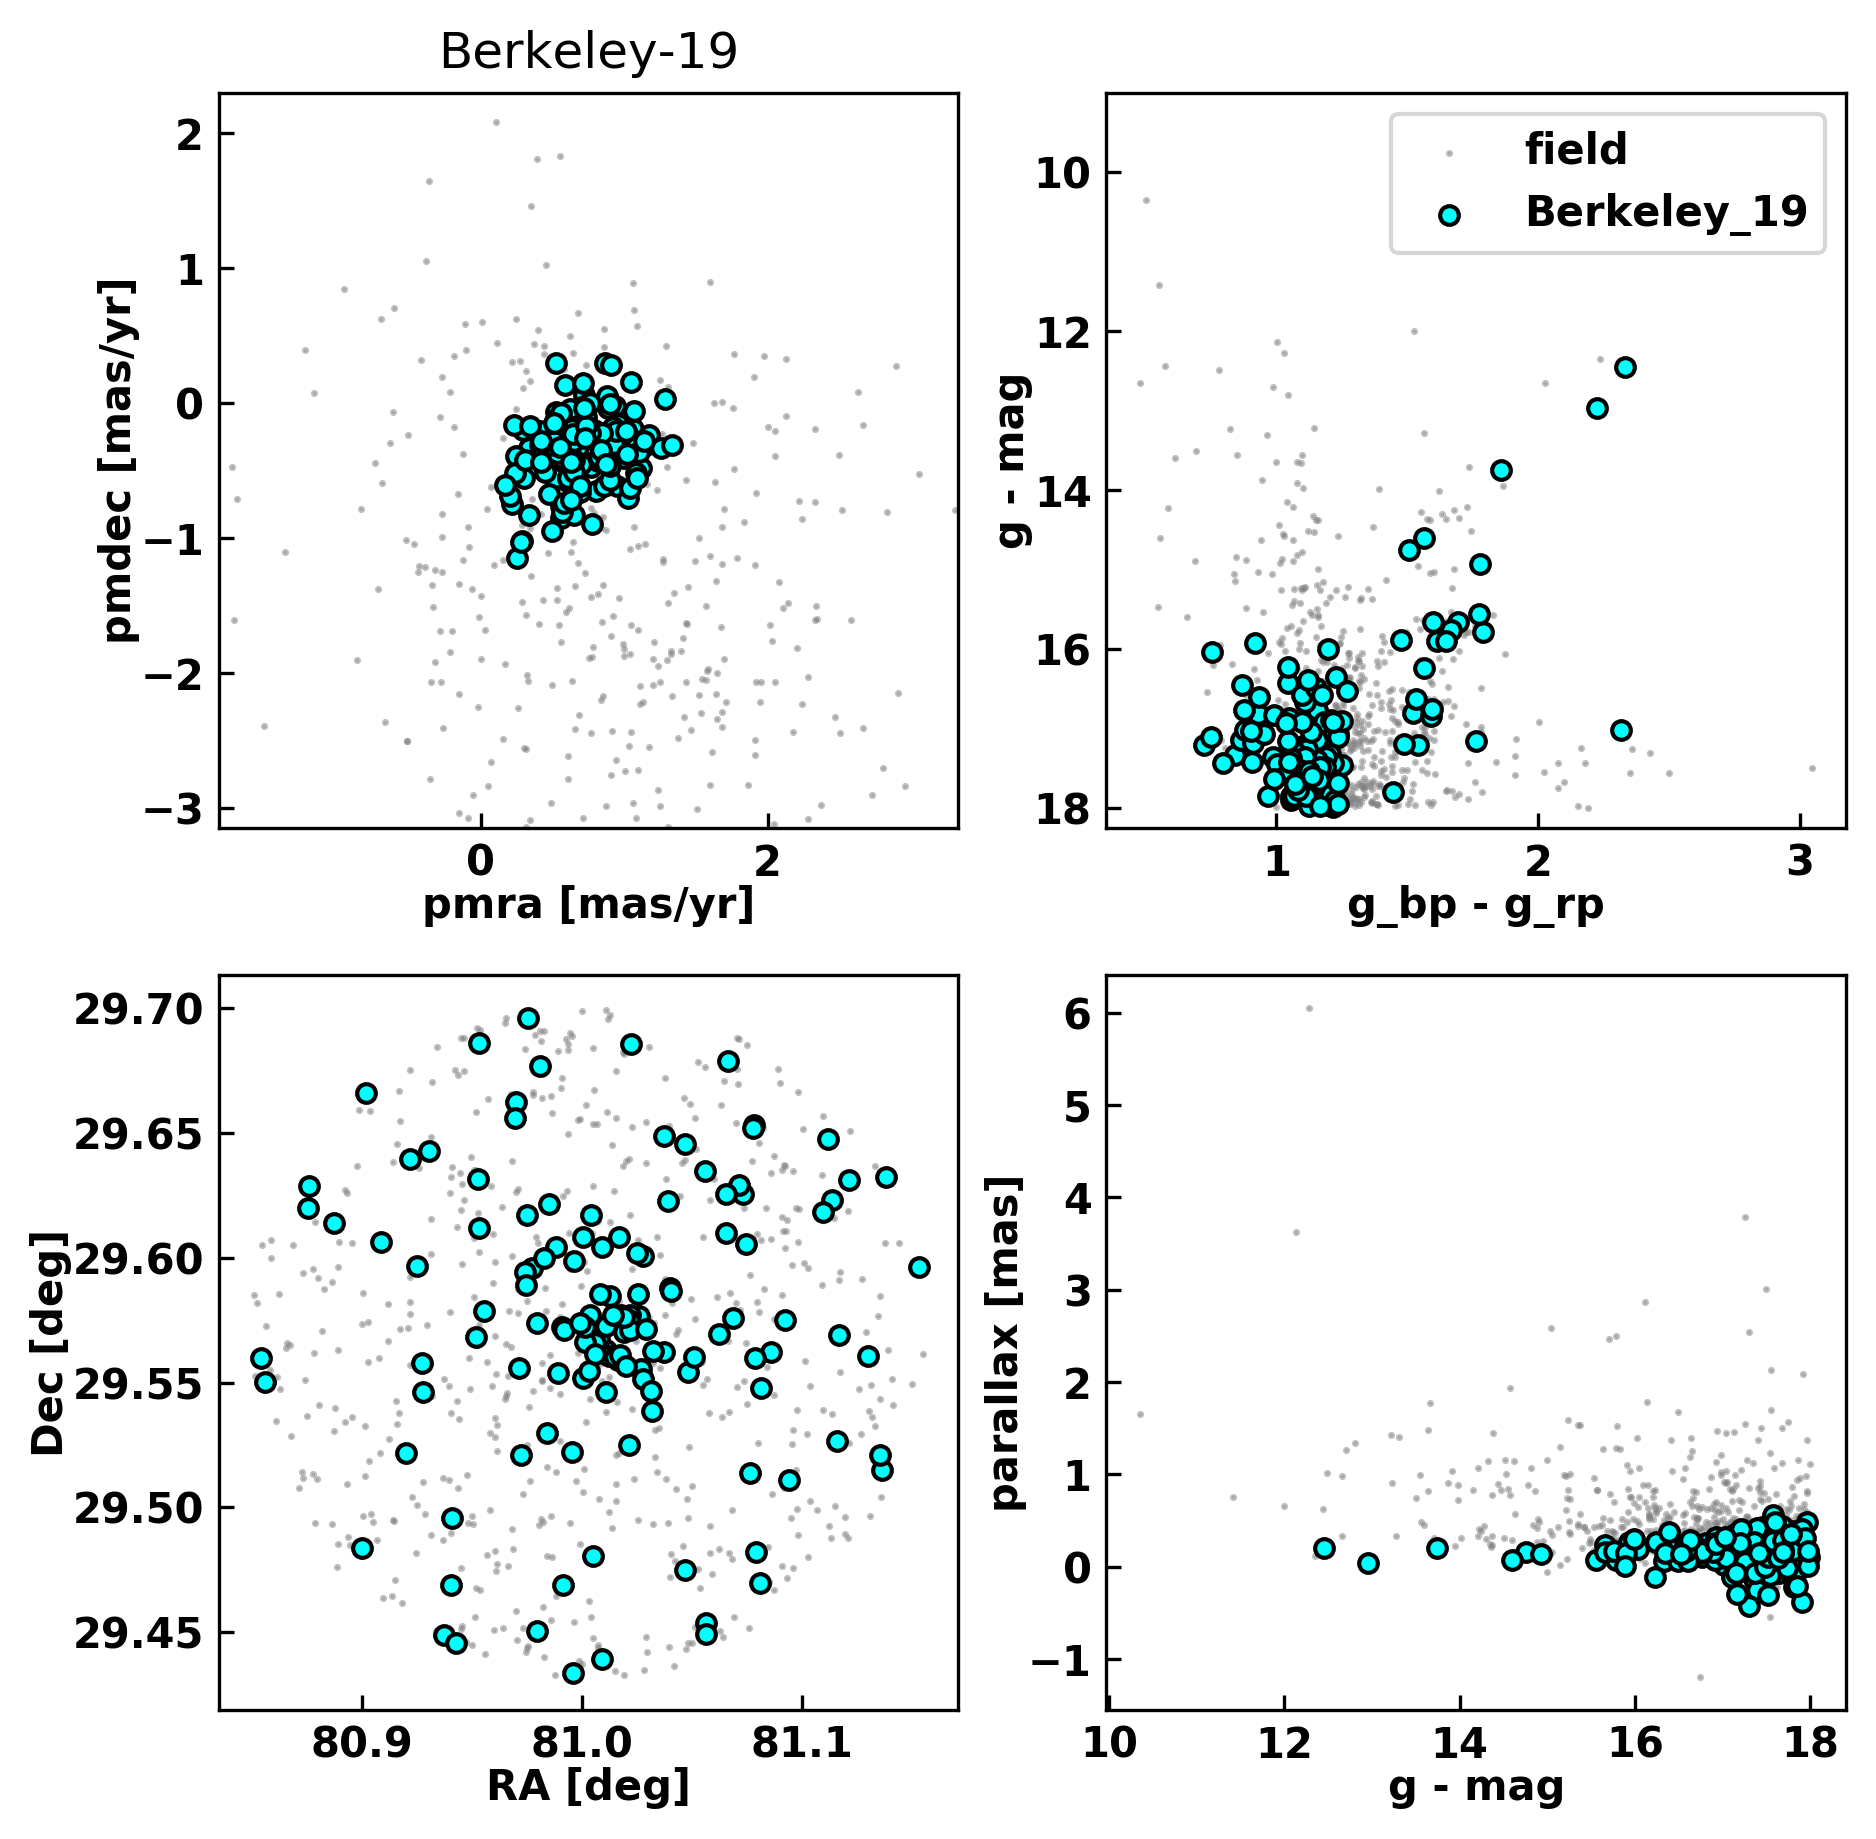 Berkeley-19
2
1
0
−1
−2
−3
pmdec [mas/yr]
0 2
pmra [mas/yr]
field
Berkeley_19
10
12
14
16
18
g - mag
1 2 3
g_bp - g_rp
29.70
29.65
29.60
29.55
29.50
29.45
Dec [deg]
80.9 81.0 81.1
RA [deg]
6
5
4
3
2
1
0
−1
parallax [mas]
10 12 14 16 18
g - mag